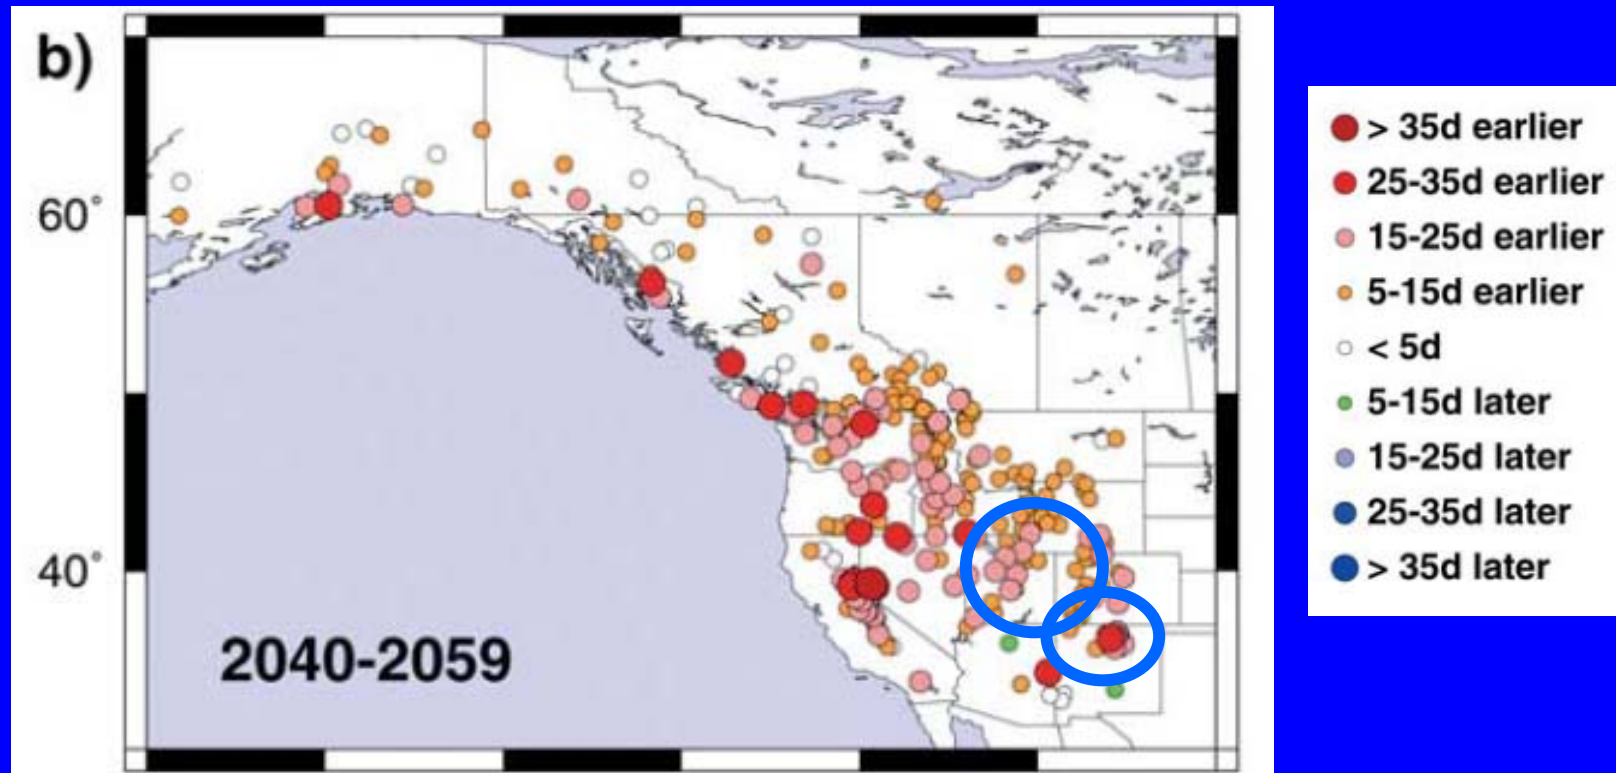 b)
60°
40°
2040-2059
> 35d earlier
25-35d earlier
15-25d earlier
5-15d earlier
< 5d
5-15d later
15-25d later
25-35d later
> 35d later